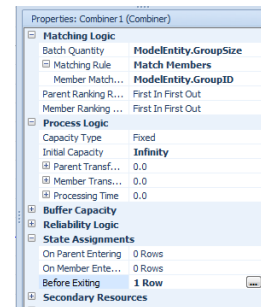 Properties: Combiner1 (Combiner)
Matching Logic
Batch Quantity ModelEntity.GroupSize
Matching Rule Match Members
Member Match... ModelEntity.GroupID
Parent Ranking R... First In First Out
Member Ranking ... First In First Out
Process Logic
Capacity Type Fixed
Initial Capacity Infinity
Parent Transf... 0.0
Member Trans... 0.0
Processing Time 0.0
Buffer Capacity
Reliability Logic
State Assignments
On Parent Entering 0 Rows
On Member Ente... 0 Rows
Before Exiting 1 Row ...
Secondary Resources